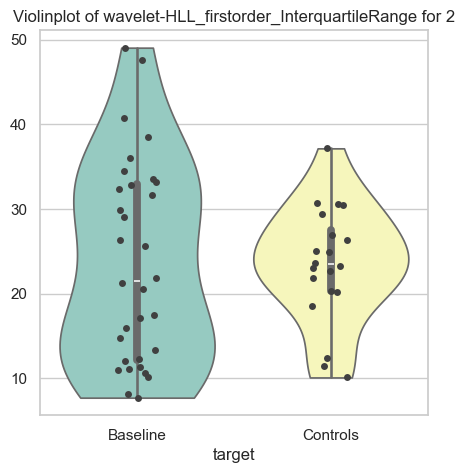 Violinplot of wavelet-HLL_firstorder_InterquartileRange for 2
50
40
30
20
10
Baseline Controls
target